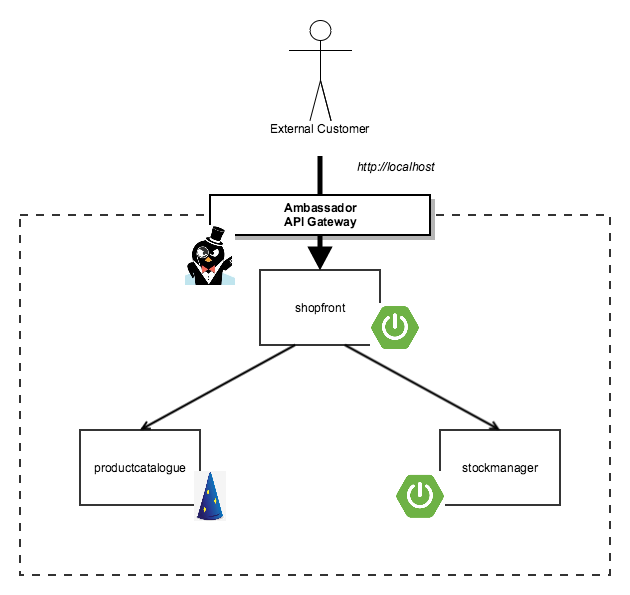 External Customer
http://localhost
Ambassador
API Gateway
shopfront
productcatalogue
stockmanager